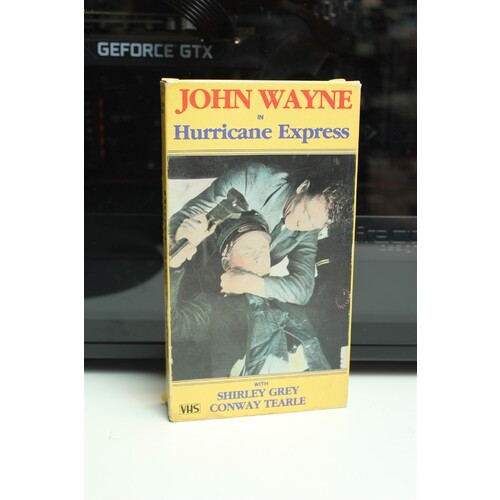 GEFORCE GTX
JOHN WAYNE
IN
Hurricane Express
WITH
SHIRLEY GREY
CONWAY TEARLE
VHS